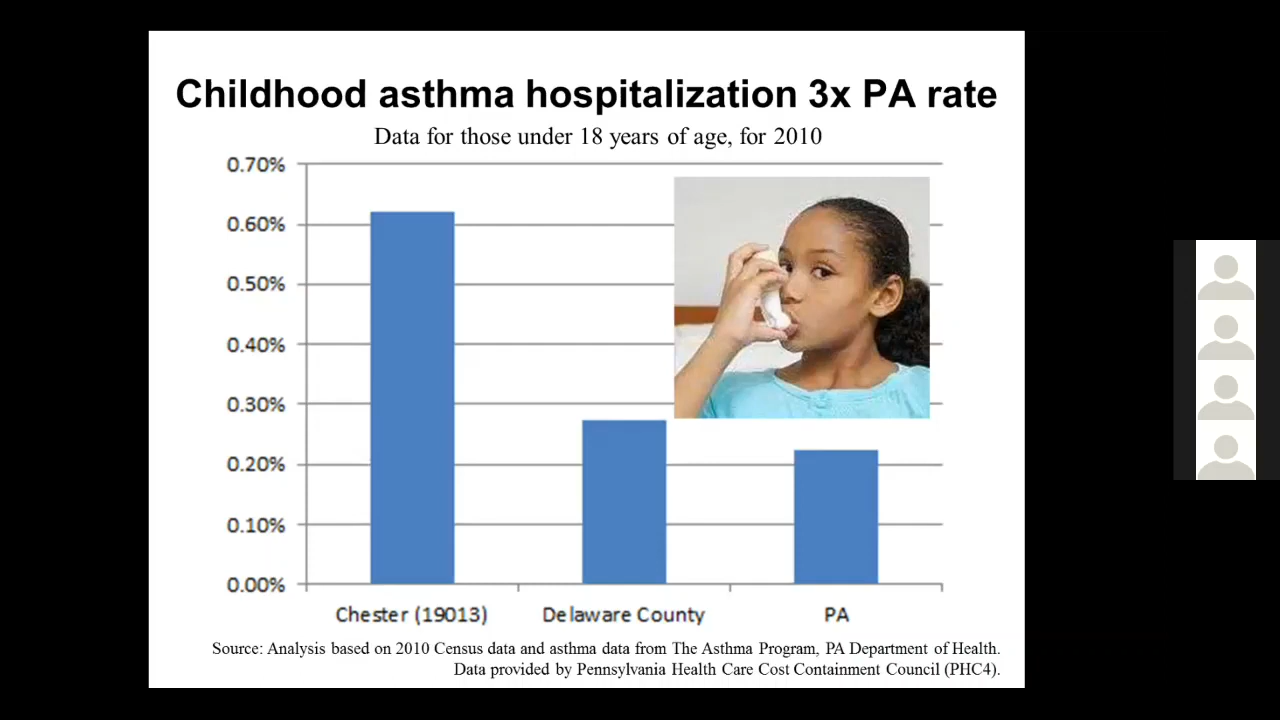 Childhood asthma hospitalization 3x PA rate
Data for those under 18 years of age, for 2010
0.70%
0.60%
0.50%
0.40%
0.30%
0.20%
0.10%
0.00%
Chester (19013) Delaware County PA
Source: Analysis based on 2010 Census data and asthma data from The Asthma Program, PA Department of Health.
Data provided by Pennsylvania Health Care Cost Containment Council (PHC4).